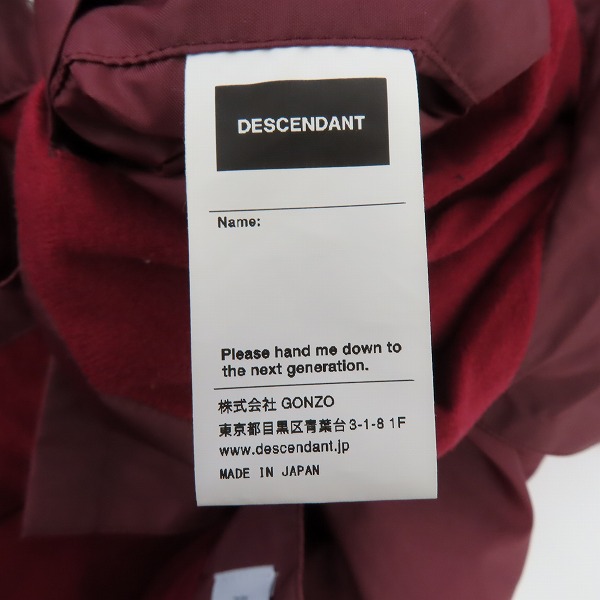 DESCENDANT
Name:
Please hand me down to
the next generation.
株式会社 GONZO
東京都目黒区青葉台3-1-8 1F
www.descendant.jp
MADE IN JAPAN